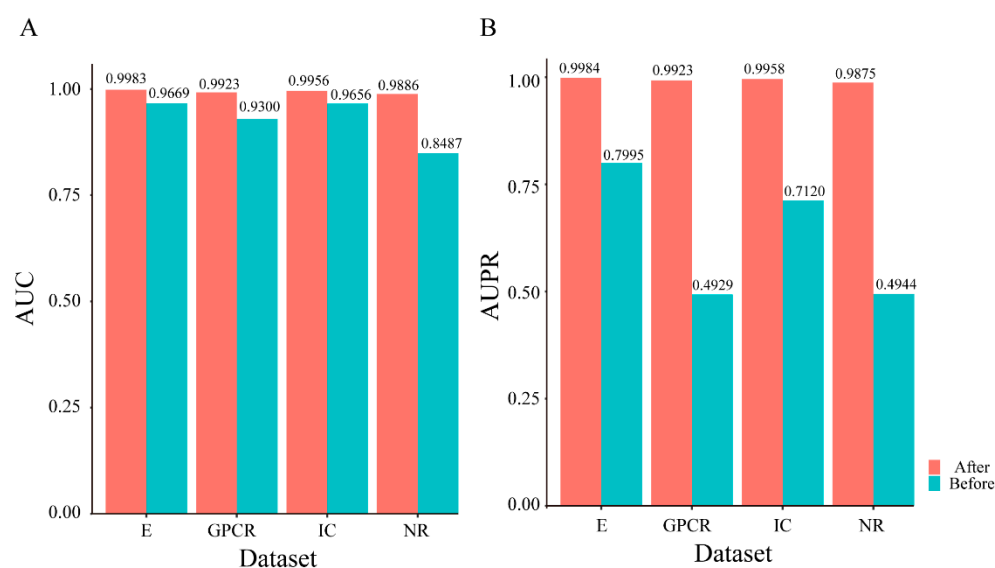 A
AUC
1.00
0.75
0.50
0.25
0.00
0.9983
0.9669
0.9923
0.9300
0.9956
0.9656
0.9886
0.8487
E
GPCR
IC
NR
Dataset
B
AUPR
1.00
0.75
0.50
0.25
0.00
0.9984
0.7995
0.9923
0.4929
0.9958
0.7120
0.9875
0.4944
E
GPCR
IC
NR
Dataset
After
Before